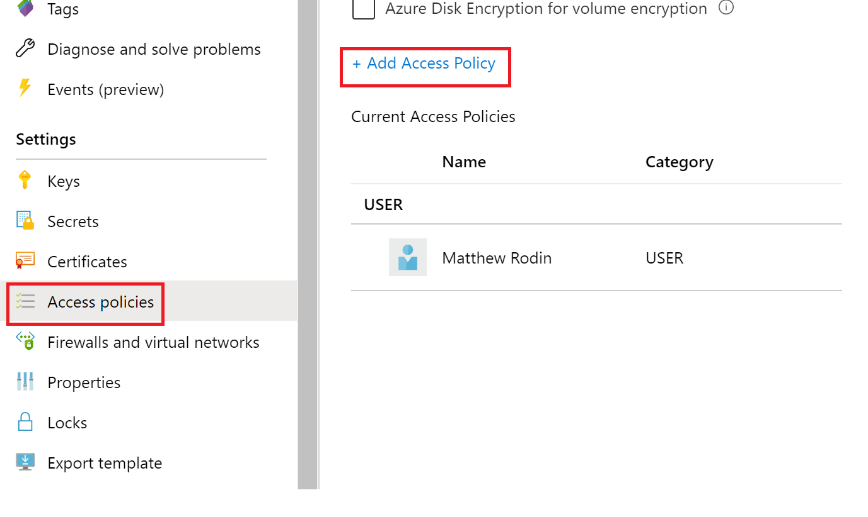 Tags
Diagnose and solve problems
Events (preview)
Settings
Keys
Secrets
Certificates
Access policies
Firewalls and virtual networks
Properties
Locks
Export template
Azure Disk Encryption for volume encryption
+ Add Access Policy
Current Access Policies
Name Category
USER
Matthew Rodin USER